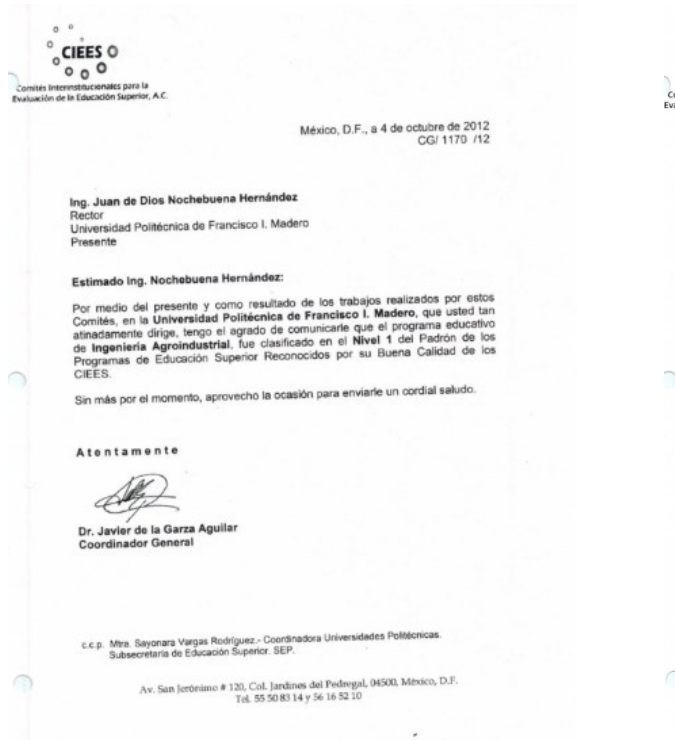 CIEES
Comités Interinstitucionales para la
Evaluación de la Educación Superior, A.C.
México, D.F., a 4 de octubre de 2012
CG/ 1170 /12
Ing. Juan de Dios Nochebuena Hernández
Rector
Universidad Politécnica de Francisco I. Madero
Presente
Estimado Ing. Nochebuena Hernández:
Por medio del presente y como resultado de los trabajos realizados por estos
Comités, en la Universidad Politécnica de Francisco I. Madero, que usted tan
atinadamente dirige, tengo el agrado de comunicarle que el programa educativo
de Ingeniería Agroindustrial, fue clasificado en el Nivel 1 del Padrón de los
Programas de Educación Superior Reconocidos por su Buena Calidad de los
CIEES.
Sin más por el momento, aprovecho la ocasión para enviarle un cordial saludo.
Atentamente
Dr. Javier de la Garza Aguilar
Coordinador General
c.c.p. Mtra. Sayonara Vargas Rodríguez.- Coordinadora Universidades Politécnicas.
Subsecretaría de Educación Superior. SEP.
Av. San Jerónimo # 120, Col. Jardines del Pedregal, 04500, México, D.F.
Tel. 55 50 83 14 y 56 16 52 10